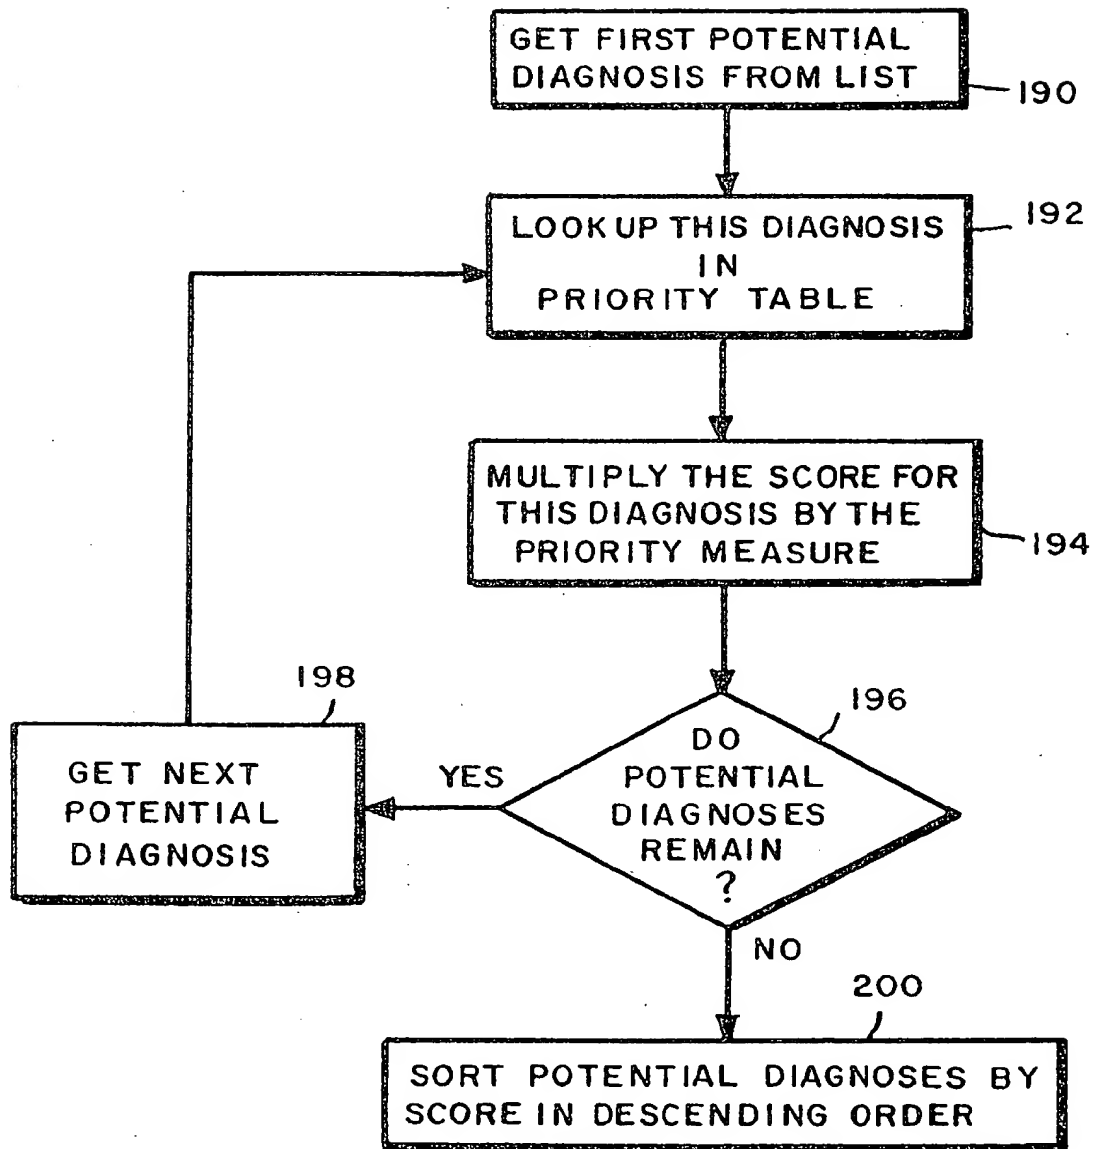 GET FIRST POTENTIAL
DIAGNOSIS FROM LIST
190
LOOK UP THIS DIAGNOSIS
IN
PRIORITY TABLE
192
MULTIPLY THE SCORE FOR
THIS DIAGNOSIS BY THE
PRIORITY MEASURE
194
196
DO
POTENTIAL
DIAGNOSES
REMAIN
?
YES
198
GET NEXT
POTENTIAL
DIAGNOSIS
NO
200
SORT POTENTIAL DIAGNOSES BY
SCORE IN DESCENDING ORDER